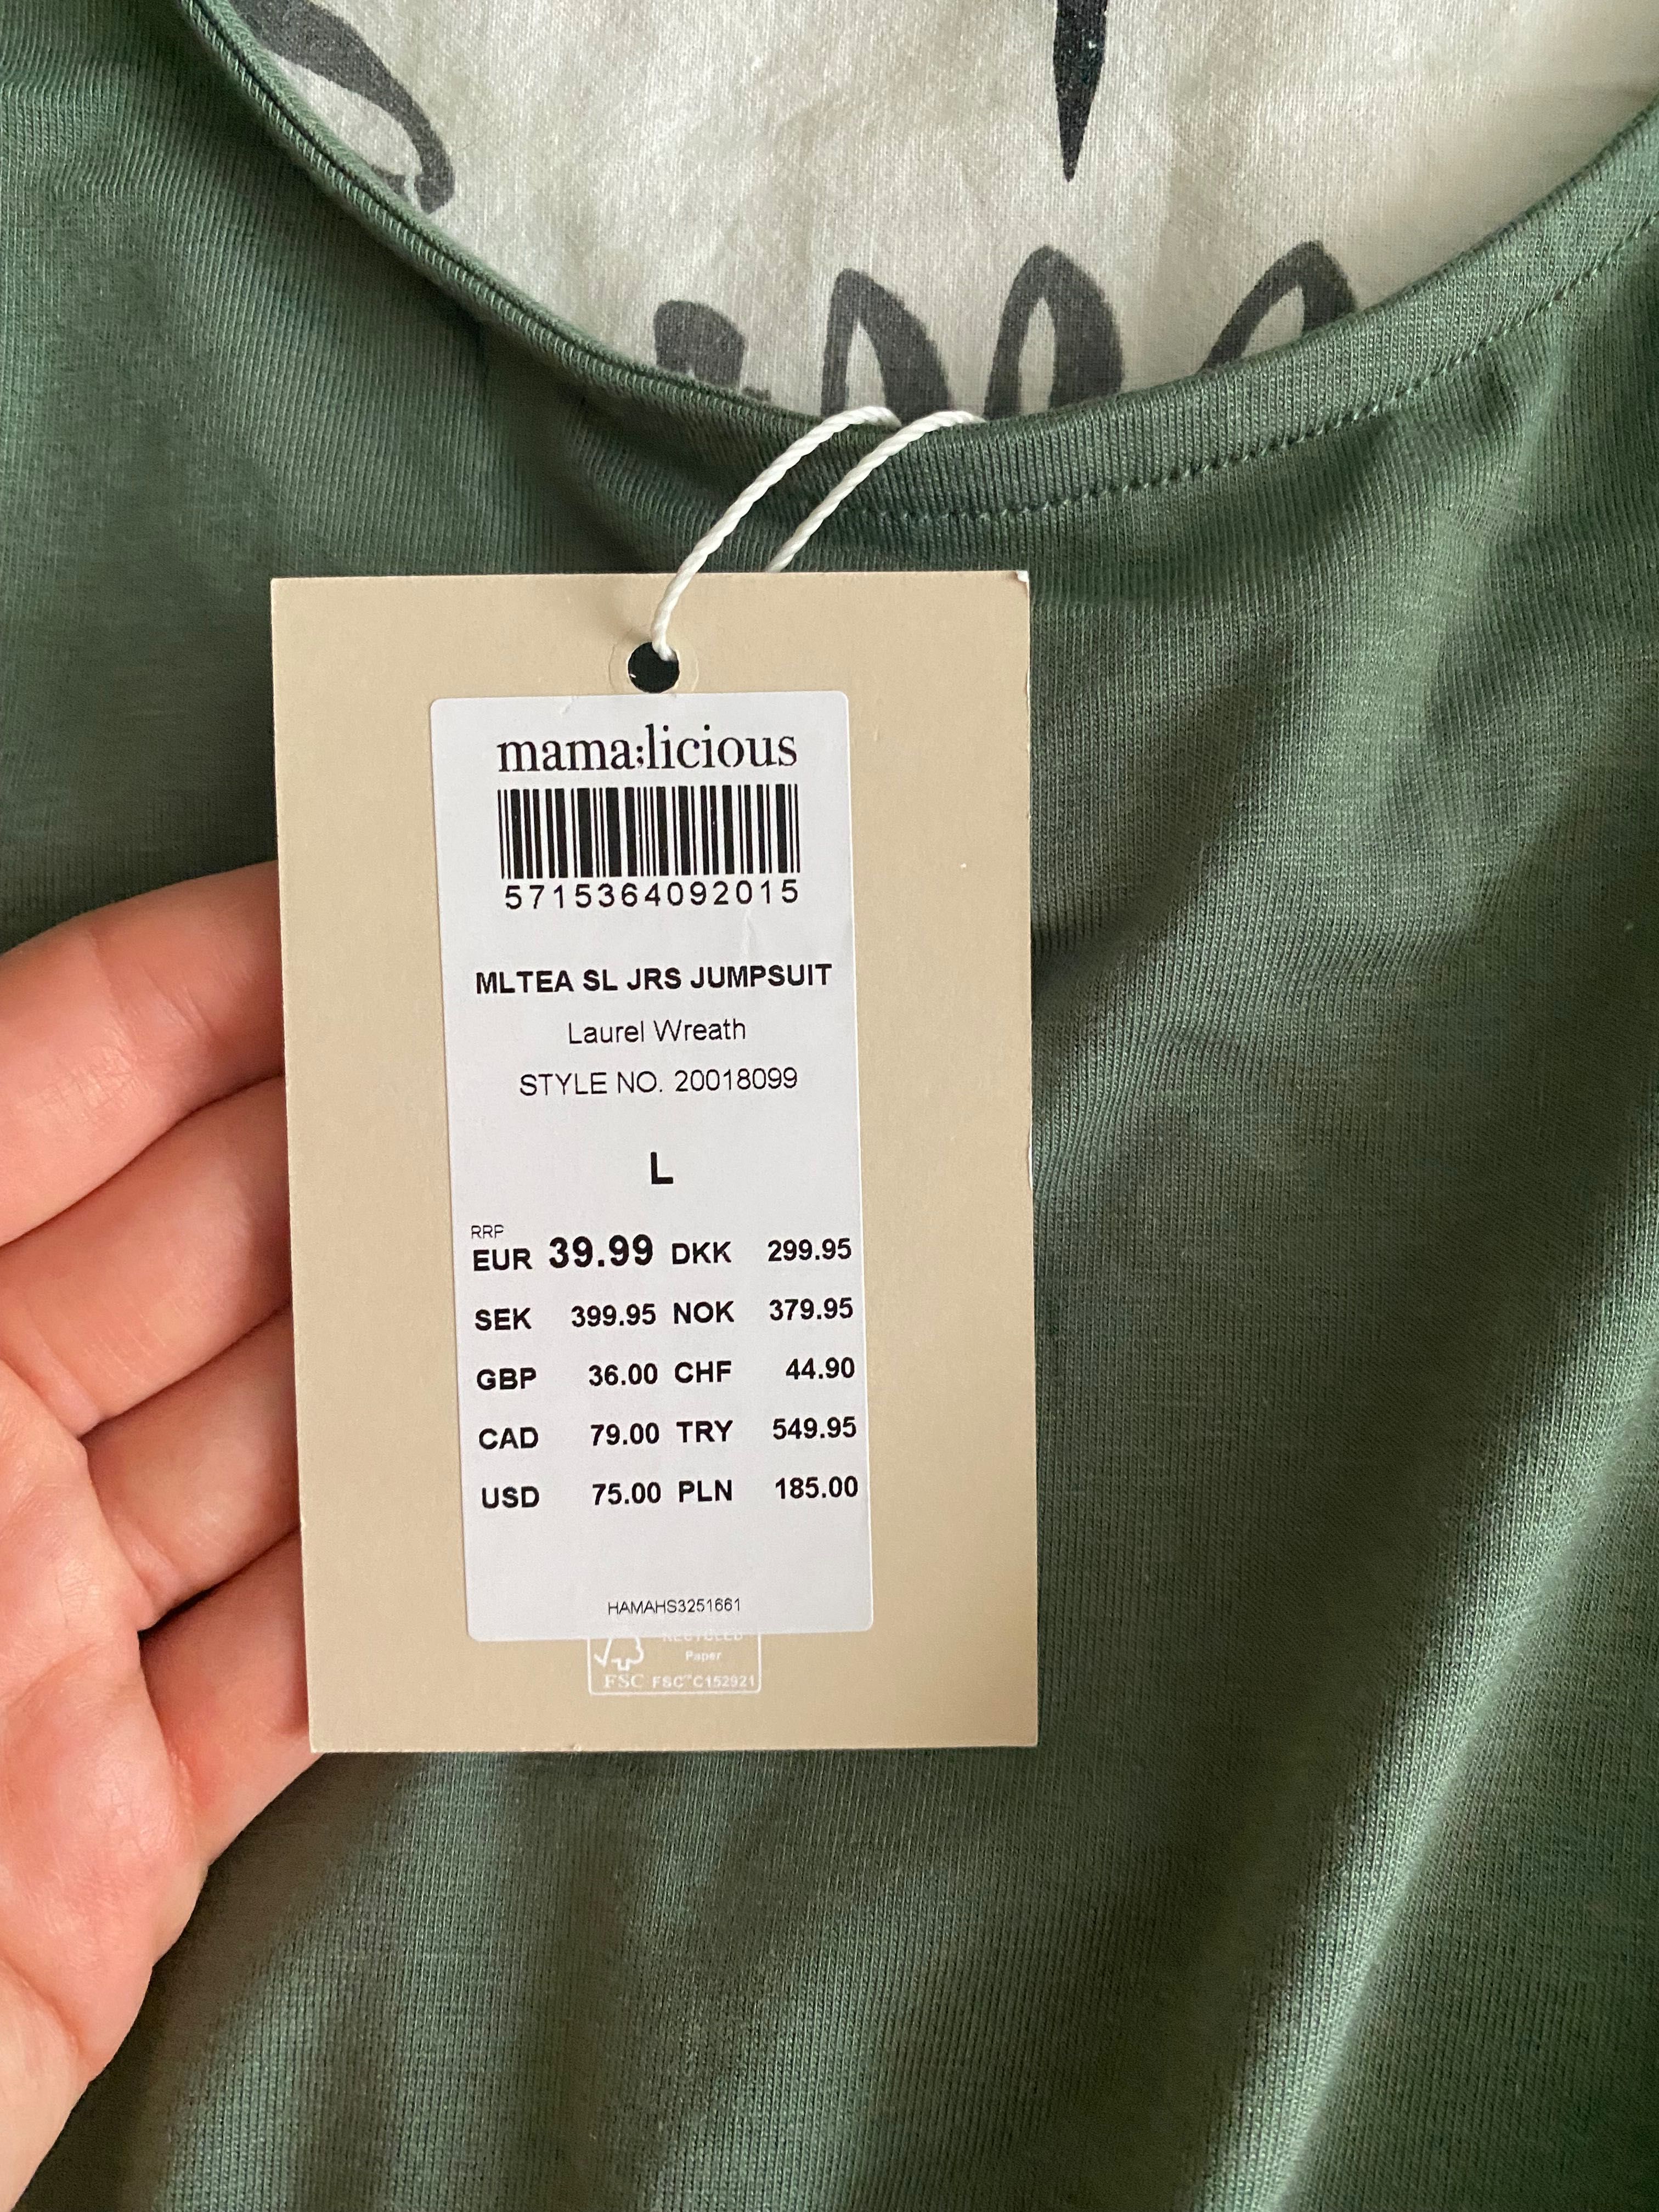 mama;licious
5715364092015
MLTEA SL JRS JUMPSUIT
Laurel Wreath
STYLE NO. 20018099
L
RRP
EUR 39.99 DKK 299.95
SEK 399.95 NOK 379.95
GBP 36.00 CHF 44.90
CAD 79.00 TRY 549.95
USD 75.00 PLN 185.00
HAMAHS3251661
RECYCLED
Paper
FSC FSC™ C152921